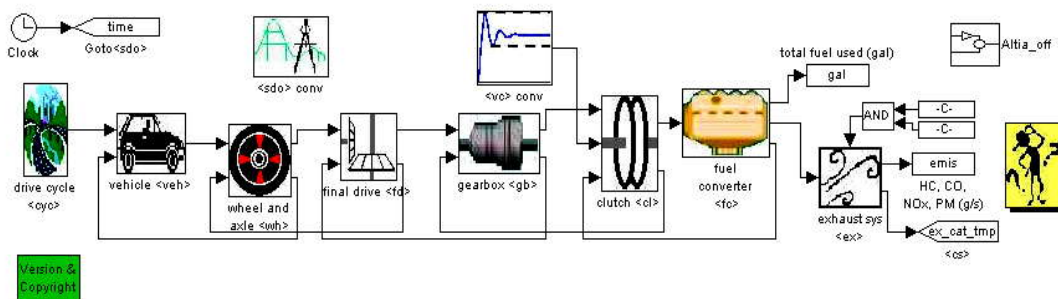 time
Clock
Goto<sdo>
<sdo> conv
<vc> conv
total fuel used (gal)
gal
Altia_off
AND
-C-
-C-
drive cycle
<cyc>
vehicle <veh>
wheel and
axle <wh>
final drive <fd>
gearbox <gb>
clutch <cl>
fuel
converter
<fc>
exhaust sys
<ex>
emis
HC, CO,
NOx, PM (g/s)
ex_cat_tmp
<cs>
Version &
Copyright